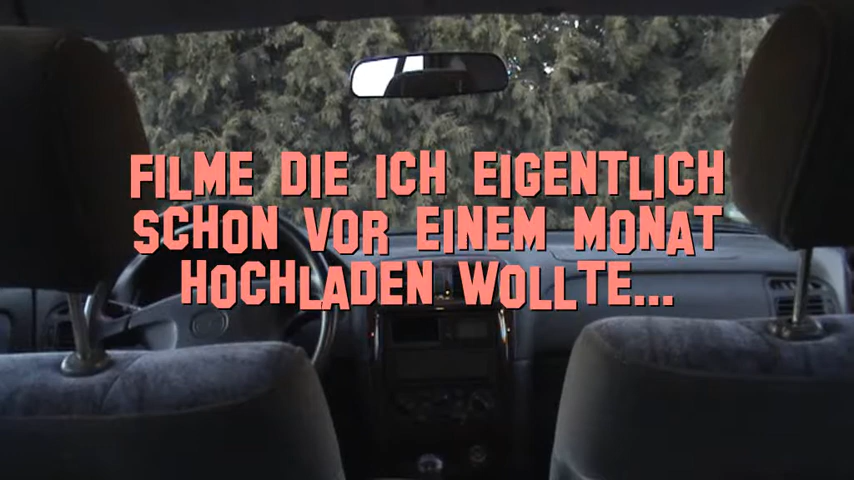 FILME DIE ICH EIGENTLICH
SCHON VOR EINEM MONAT
HOCHLADEN WOLLTE...